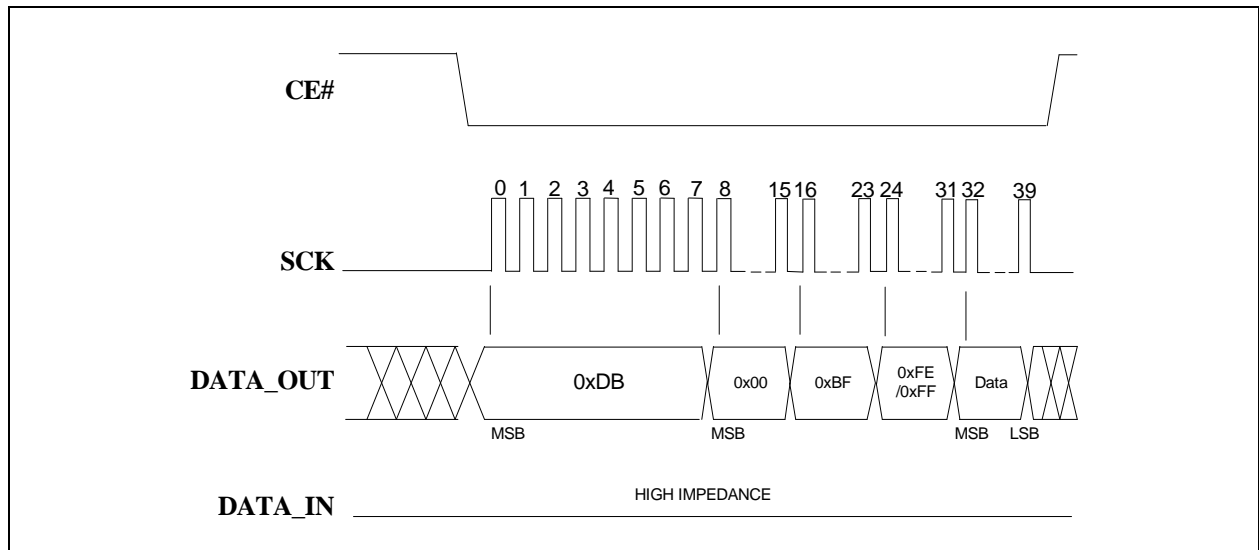 CE#
0 1 2 3 4 5 6 7 8 15 16 23 24 31 32 39
SCK
DATA_OUT
0xDB 0x00 0xBF 0xFE
/0xFF Data
MSB MSB MSB LSB
HIGH IMPEDANCE
DATA_IN